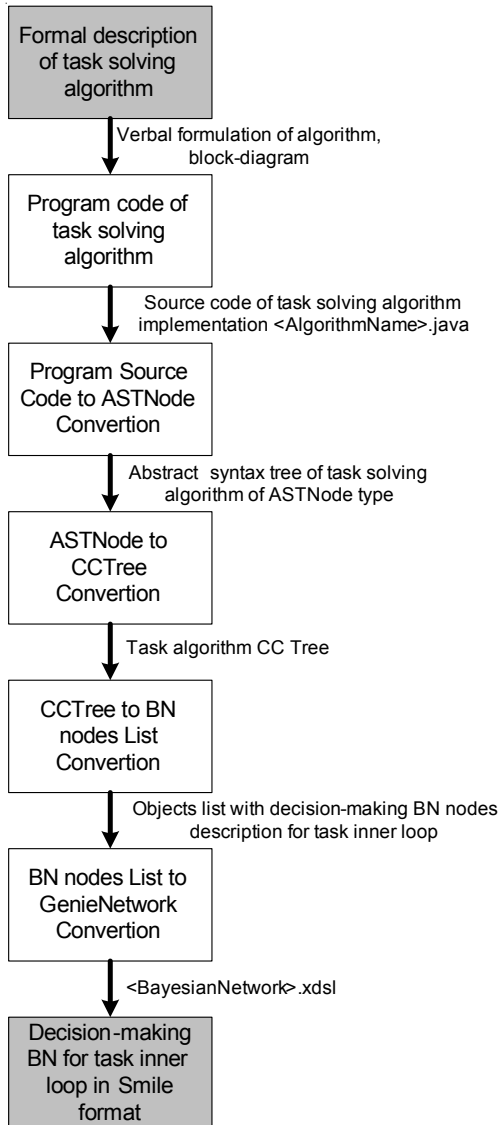 Formal description
of task solving
algorithm
Verbal formulation of algorithm,
block-diagram
Program code of
task solving
algorithm
Source code of task solving algorithm
implementation <AlgorithmName>.java
Program Source
Code to ASTNode
Convertion
Abstract syntax tree of task solving
algorithm of ASTNode type
ASTNode to
CCTree
Convertion
Task algorithm CC Tree
CCTree to BN
nodes List
Convertion
Objects list with decision-making BN nodes
description for task inner loop
BN nodes List to
GenieNetwork
Convertion
<BayesianNetwork>.xdsl
Decision-making
BN for task inner
loop in Smile
format